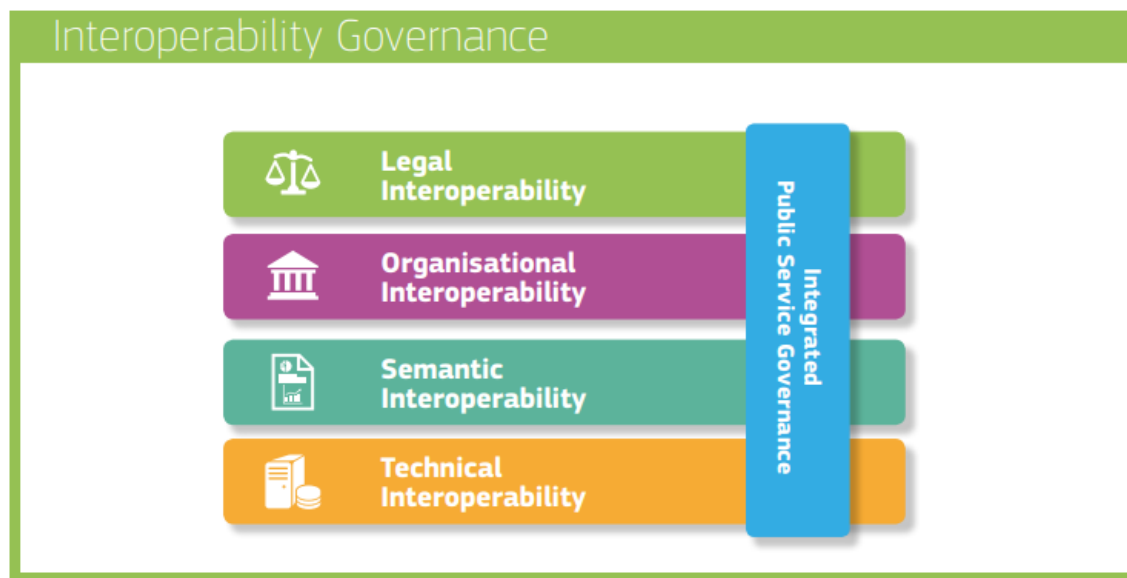 Interoperability Governance
Legal
Interoperability
Organisational
Interoperability
Semantic
Interoperability
Technical
Interoperability
Integrated
Public Service Governance